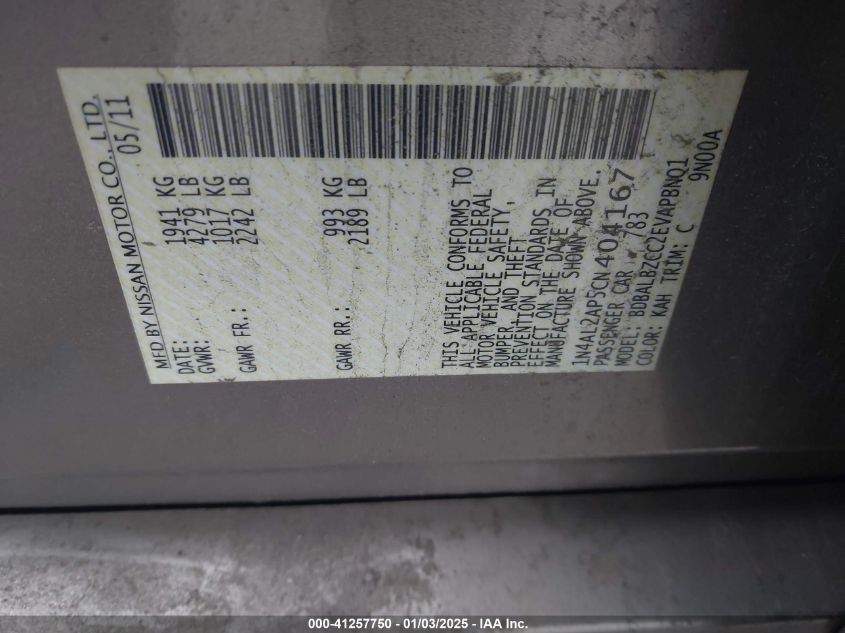 MFD BY NISSAN MOTOR CO., LTD.
DATE: 05/11
GVWR: 1941 KG
4279 LB
GAWR FR.: 1017 KG
2242 LB
GAWR RR.: 993 KG
2189 LB
THIS VEHICLE CONFORMS TO
ALL APPLICABLE FEDERAL
MOTOR VEHICLE SAFETY,
BUMPER, AND THEFT
PREVENTION STANDARDS IN
EFFECT ON THE DATE OF
MANUFACTURE SHOWN ABOVE.
1N4AL2AP5CN404167
PASSENGER CAR /783
MODEL: BDBALBZCC2EVAPBNQ1
COLOR: KAH TRIM: C 9N00A
000-41257750 — 01/03/2025 - IAA Inc.